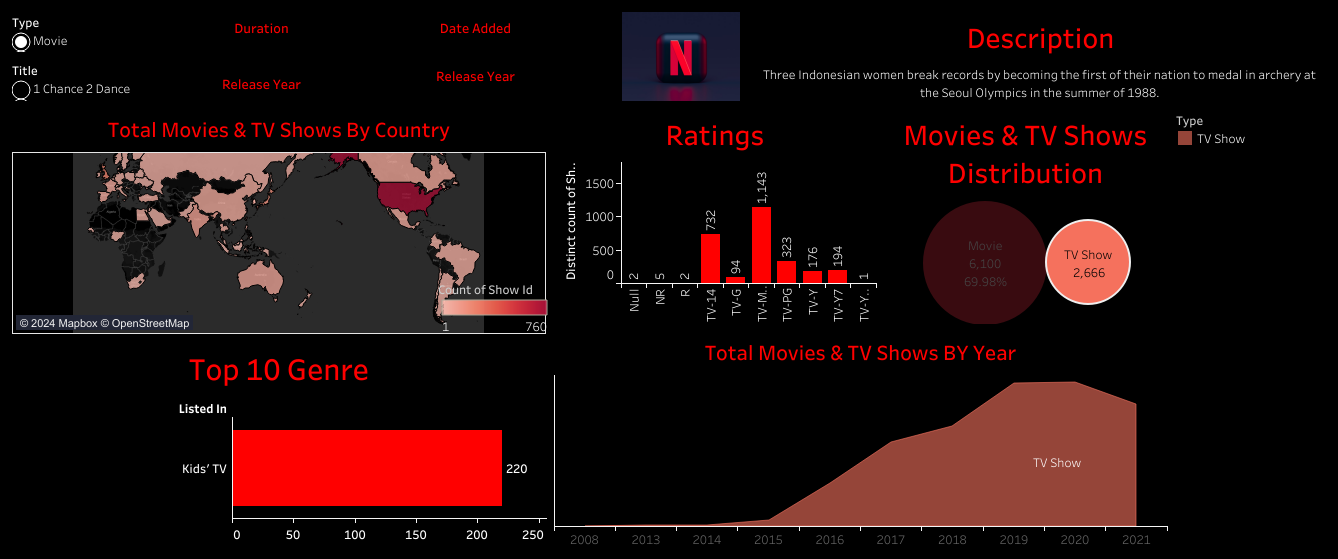 Type
Movie
Title
1 Chance 2 Dance
Duration
Date Added
Release Year
Release Year
N
Description
Three Indonesian women break records by becoming the first of their nation to medal in archery at
the Seoul Olympics in the summer of 1988.
Total Movies & TV Shows By Country
Count of Show Id
1
760
© 2024 Mapbox © OpenStreetMap
Ratings
Distinct count of Sh..
1500
1000
500
0
2
5
2
732
94
1,143
323
176
194
1
Null
NR
R
TV-14
TV-G
TV-M..
TV-PG
TV-Y
TV-Y7
TV-Y..
Movies & TV Shows
Distribution
Type
TV Show
Movie
6,100
69.98%
TV Show
2,666
Top 10 Genre
Listed In
Kids’ TV
220
0
50
100
150
200
250
Total Movies & TV Shows BY Year
TV Show
2008
2013
2014
2015
2016
2017
2018
2019
2020
2021